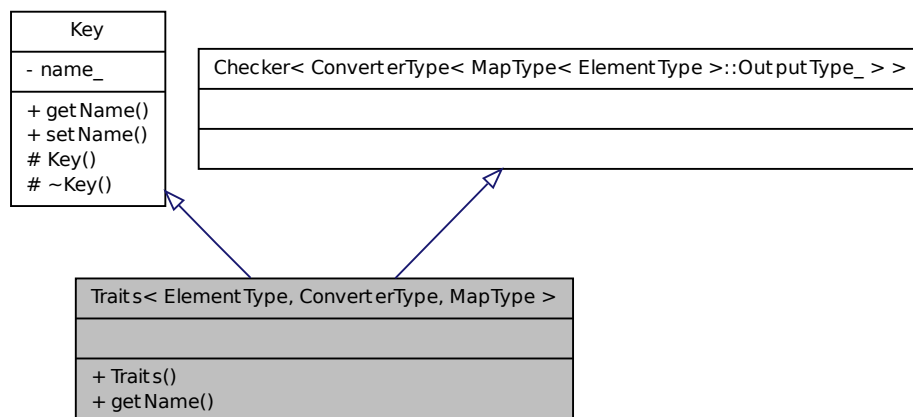 Key
- name_
+ getName()
+ setName()
# Key()
# ~Key()
Checker< ConverterType< MapType< ElementType >::OutputType_ > >
Traits< ElementType, ConverterType, MapType >
+ Traits()
+ getName()